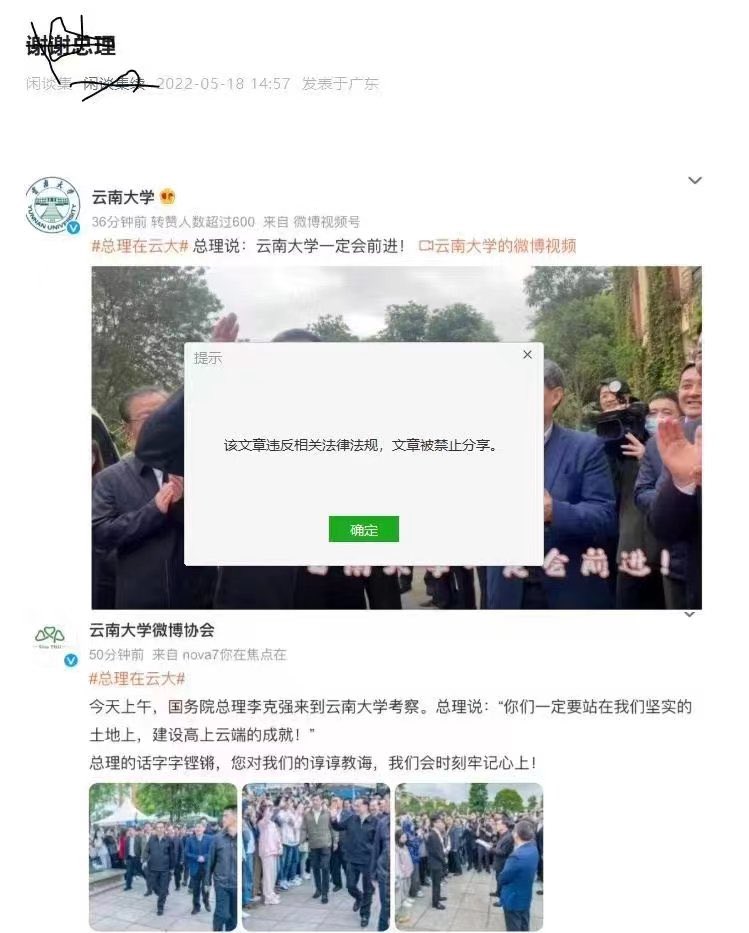 谢谢总理
闲谈集 闲谈集续 2022-05-18 14:57 发表于广东
云南大学
YUNNAN UNIVERSITY
36分钟前 转赞人数超过600 来自 微博视频号
#总理在云大# 总理说：云南大学一定会前进！ 云南大学的微博视频
提示
该文章违反相关法律法规，文章被禁止分享。
确定
会前进！
云南大学微博协会
50分钟前 来自 nova7你在焦点在
#总理在云大#
今天上午，国务院总理李克强来到云南大学考察。总理说：“你们一定要站在我们坚实的
土地上，建设高上云端的成就！”
总理的话字字铿锵，您对我们的谆谆教诲，我们会时刻牢记心上！